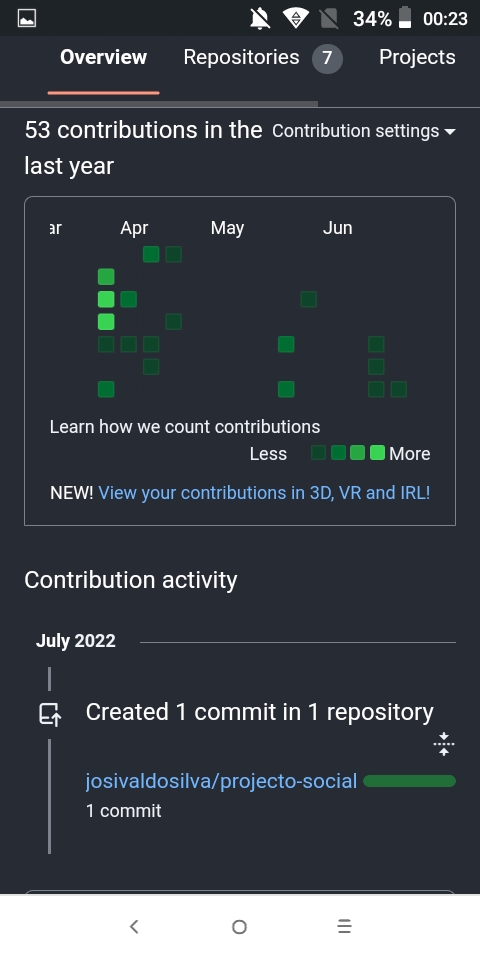 34% 00:23
Overview Repositories 7 Projects
53 contributions in the last year
Contribution settings
ar Apr May Jun
Learn how we count contributions
Less More
NEW! View your contributions in 3D, VR and IRL!
Contribution activity
July 2022
Created 1 commit in 1 repository
josivaldosilva/projecto-social
1 commit